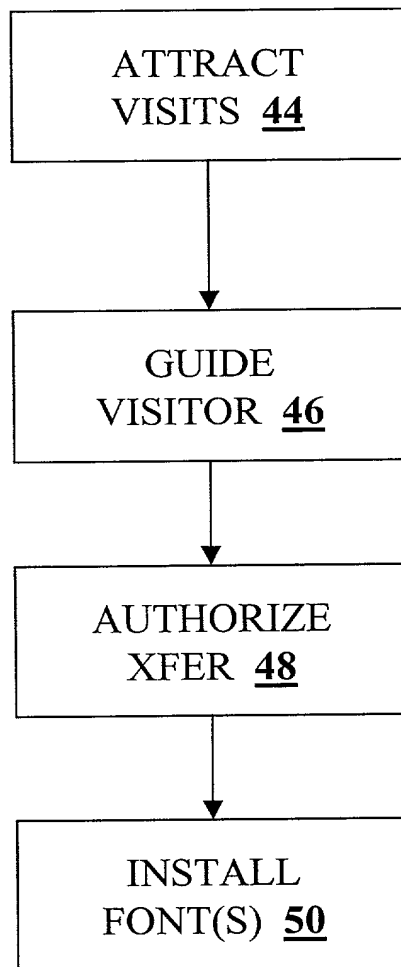 ATTRACT
VISITS 44
GUIDE
VISITOR 46
AUTHORIZE
XFER 48
INSTALL
FONT(S) 50